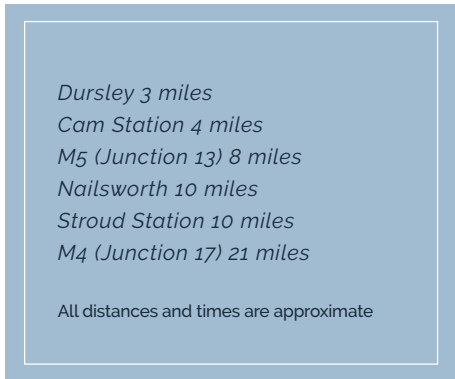 Dursley 3 miles
Cam Station 4 miles
M5 (Junction 13) 8 miles
Nailsworth 10 miles
Stroud Station 10 miles
M4 (Junction 17) 21 miles
All distances and times are approximate